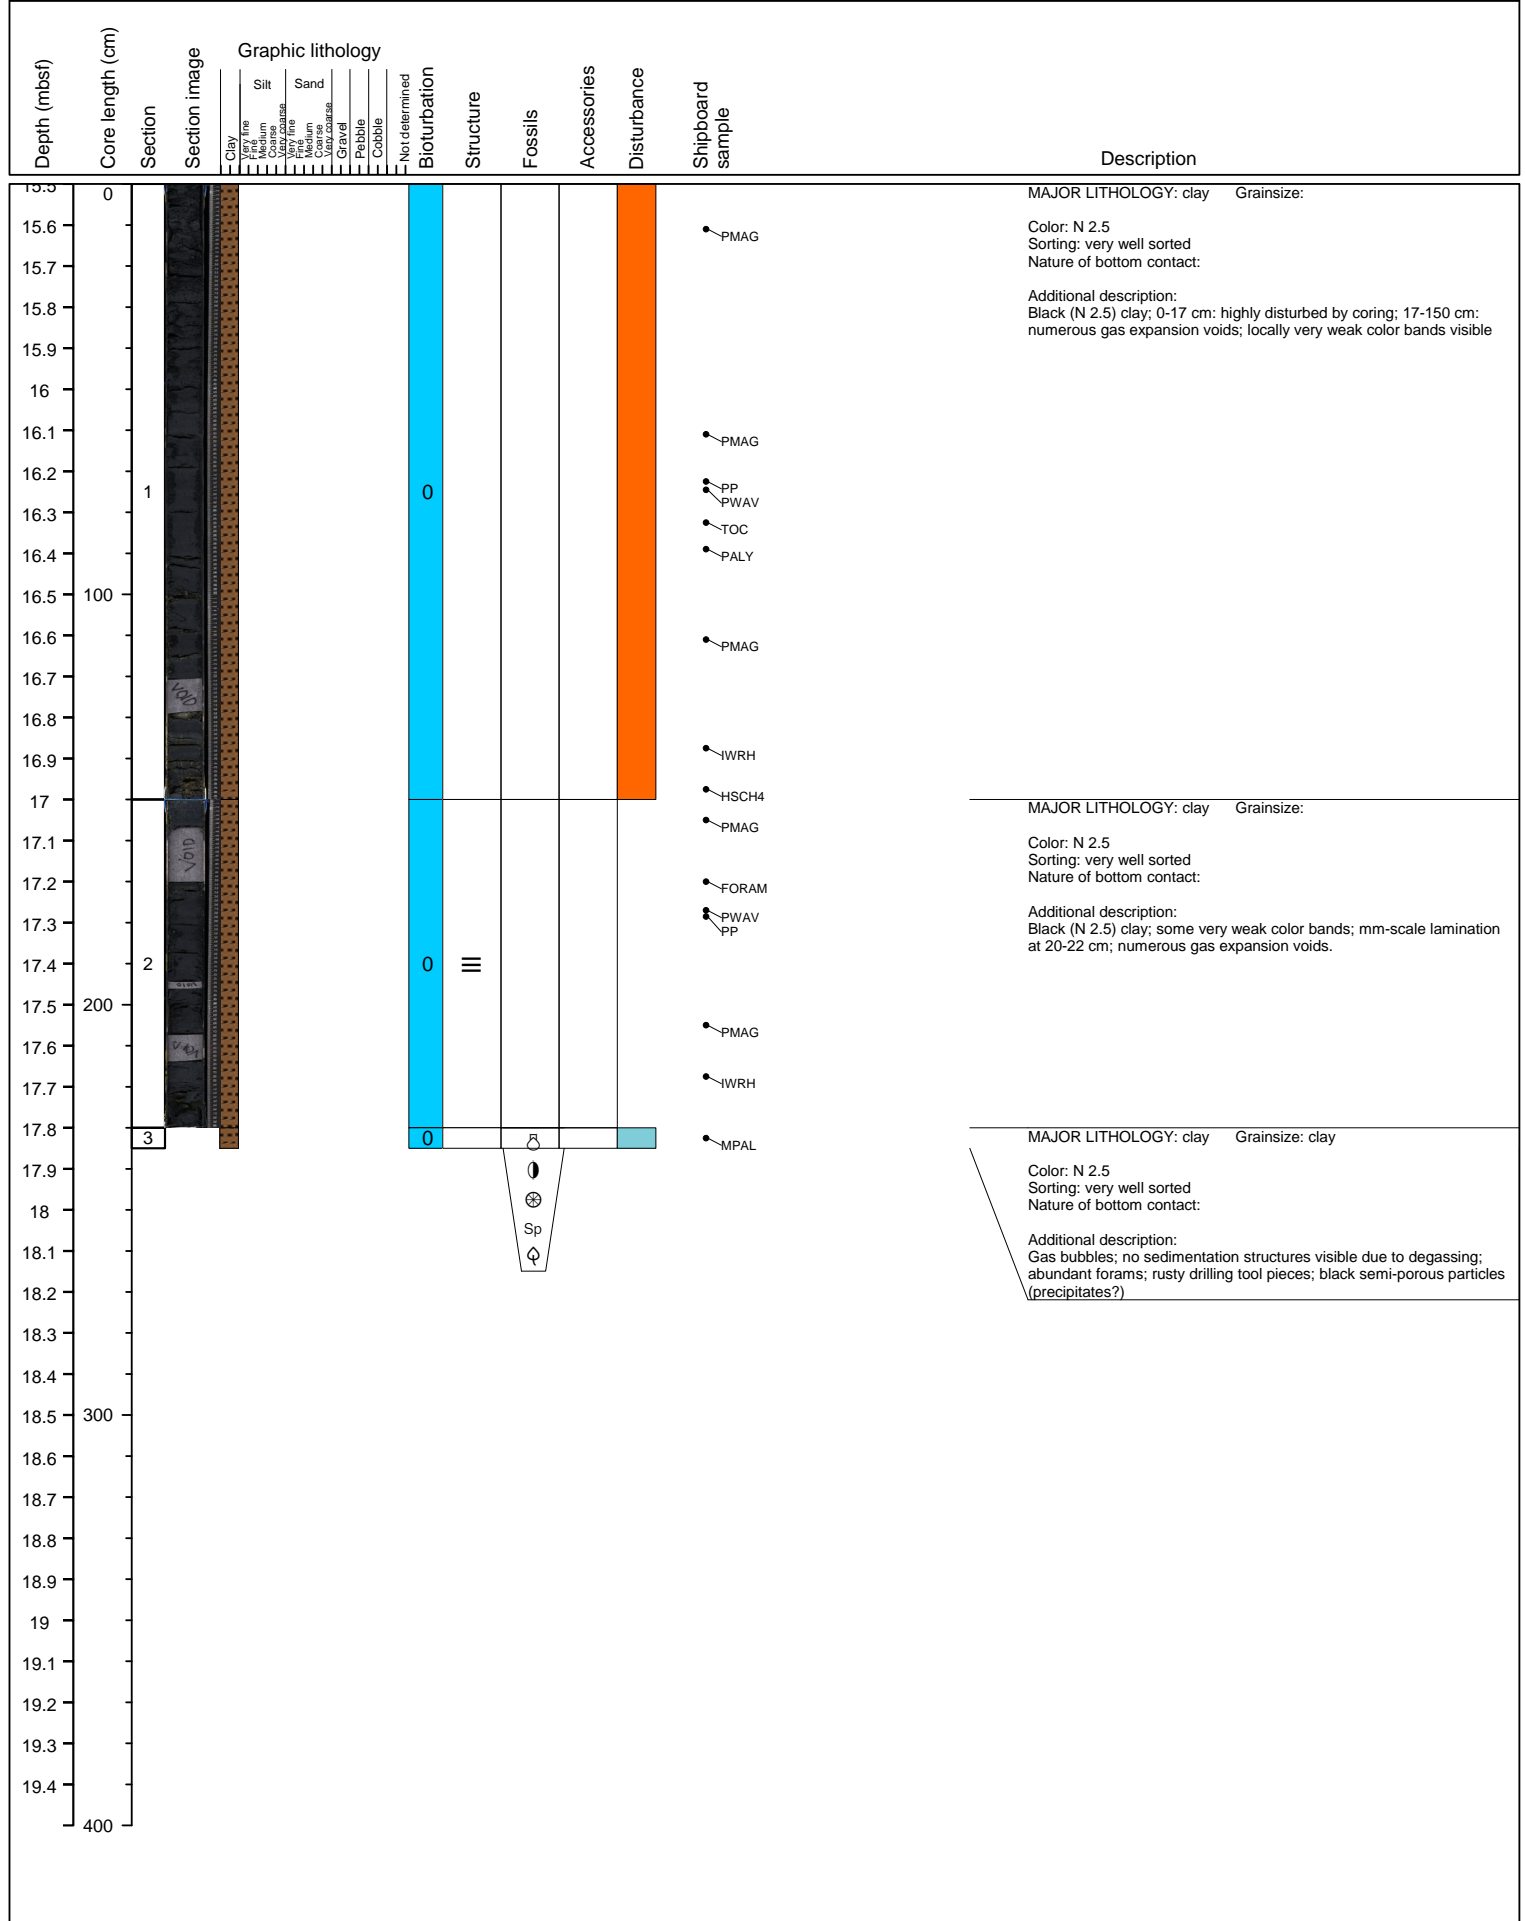 Depth (mbsf)
Core length (cm)
Section
Section image
Graphic lithology
Clay
Silt
Very fine
Fine
Medium
Coarse
Very coarse
Sand
Very fine
Fine
Medium
Coarse
Very coarse
Gravel
Pebble
Cobble
Not determined
Bioturbation
Structure
Fossils
Accessories
Disturbance
Shipboard
sample
Description
15.5
15.6
15.7
15.8
15.9
16
16.1
16.2
16.3
16.4
16.5
16.6
16.7
16.8
16.9
17
17.1
17.2
17.3
17.4
17.5
17.6
17.7
17.8
17.9
18
18.1
18.2
18.3
18.4
18.5
18.6
18.7
18.8
18.9
19
19.1
19.2
19.3
19.4
0
100
200
300
400
1
2
3
VOID
VOID
VOID
0
0
0
Sp
PMAG
PMAG
PP
PWAV
TOC
PALY
PMAG
IWRH
HSCH4
PMAG
FORAM
PWAV
PP
PMAG
IWRH
MPAL
MAJOR LITHOLOGY: clay Grainsize:
Color: N 2.5
Sorting: very well sorted
Nature of bottom contact:
Additional description:
Black (N 2.5) clay; 0-17 cm: highly disturbed by coring; 17-150 cm:
numerous gas expansion voids; locally very weak color bands visible
MAJOR LITHOLOGY: clay Grainsize:
Color: N 2.5
Sorting: very well sorted
Nature of bottom contact:
Additional description:
Black (N 2.5) clay; some very weak color bands; mm-scale lamination
at 20-22 cm; numerous gas expansion voids.
MAJOR LITHOLOGY: clay Grainsize: clay
Color: N 2.5
Sorting: very well sorted
Nature of bottom contact:
Additional description:
Gas bubbles; no sedimentation structures visible due to degassing;
abundant forams; rusty drilling tool pieces; black semi-porous particles
(precipitates?)